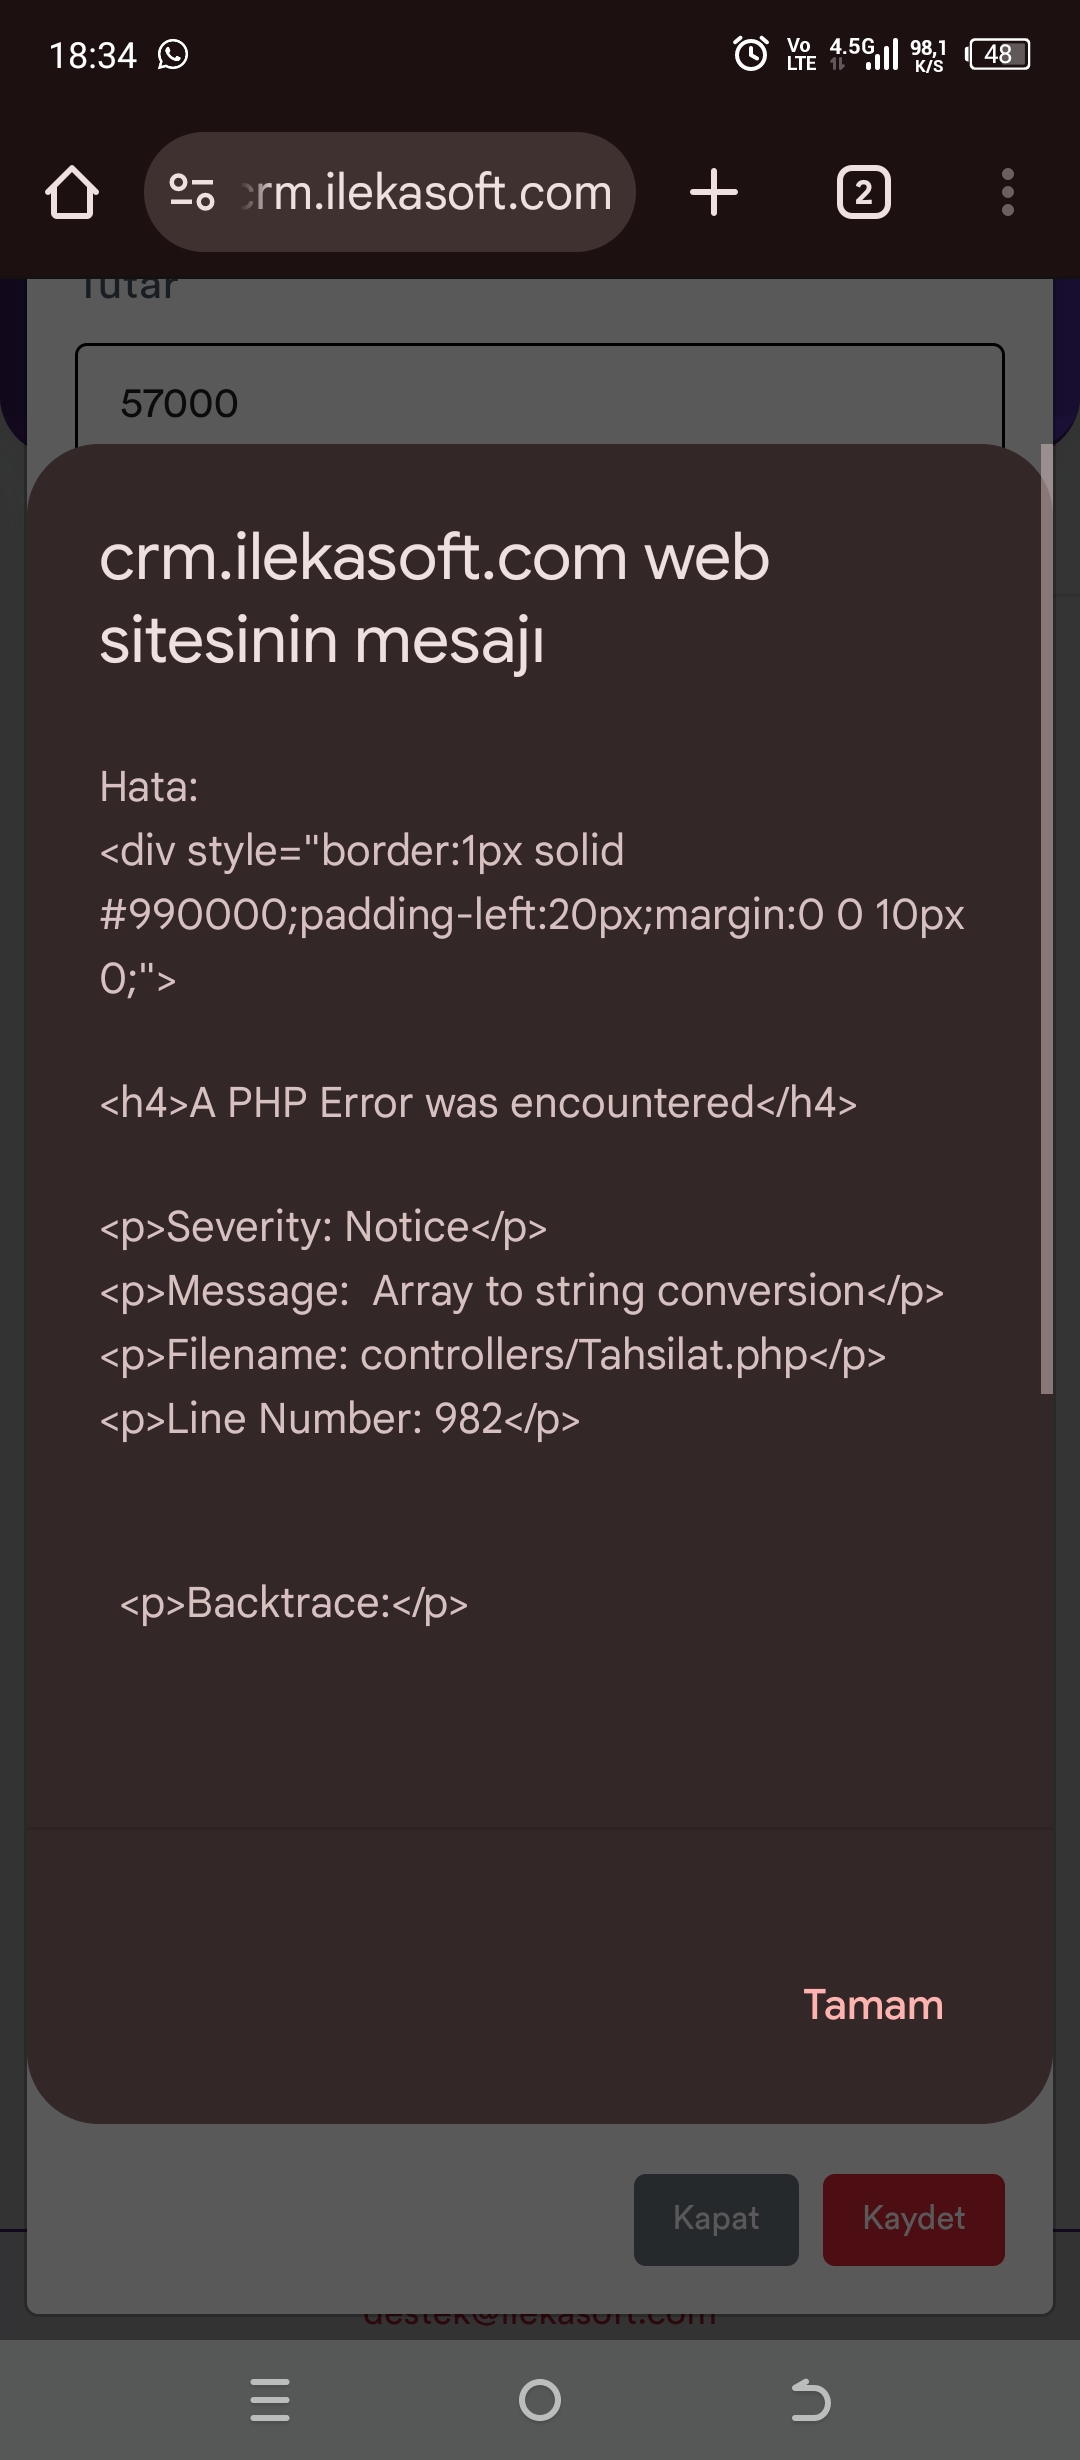 18:34
Vo LTE 4.5G 98,1 K/S 48
crm.ilekasoft.com
2
Tutar
57000
crm.ilekasoft.com web
sitesinin mesajı
Hata:
<div style="border:1px solid
#990000;padding-left:20px;margin:0 0 10px
0;">
<h4>A PHP Error was encountered</h4>
<p>Severity: Notice</p>
<p>Message:  Array to string conversion</p>
<p>Filename: controllers/Tahsilat.php</p>
<p>Line Number: 982</p>
<p>Backtrace:</p>
Tamam
Kapat Kaydet
destek@ilekasoft.com